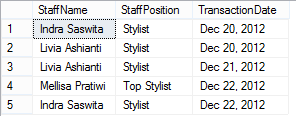 StaffName StaffPosition TransactionDate
1 Indra Saswita Stylist Dec 20, 2012
2 Livia Ashianti Stylist Dec 20, 2012
3 Livia Ashianti Stylist Dec 21, 2012
4 Mellisa Pratiwi Top Stylist Dec 22, 2012
5 Indra Saswita Stylist Dec 22, 2012